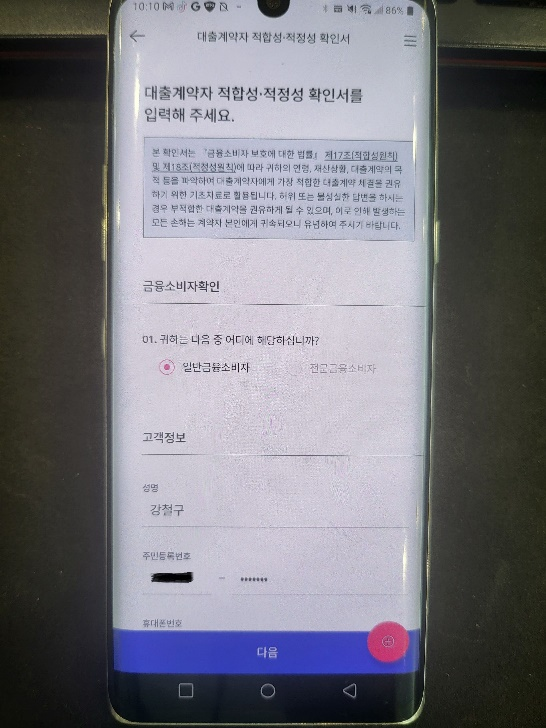 10:10
86%
대출계약자 적합성·적정성 확인서
대출계약자 적합성·적정성 확인서를
입력해 주세요.
본 확인서는 『금융소비자 보호에 대한 법률』 제17조(적합성원칙)
및 제18조(적정성원칙)에 따라 귀하의 연령, 재산상황, 대출계약의 목
적 등을 파악하여 대출계약자에게 가장 적합한 대출계약 체결을 권유
하기 위한 기초자료로 활용됩니다. 허위 또는 불성실한 답변을 하시는
경우 부적합한 대출계약을 권유하게 될 수 있으며, 이로 인해 발생하는
모든 손해는 계약자 본인에게 귀속되오니 유념하여 주시기 바랍니다.
금융소비자확인
01. 귀하는 다음 중 어디에 해당하십니까?
일반금융소비자 전문금융소비자
고객정보
성명
강철구
주민등록번호
- •••••••
휴대폰번호
다음